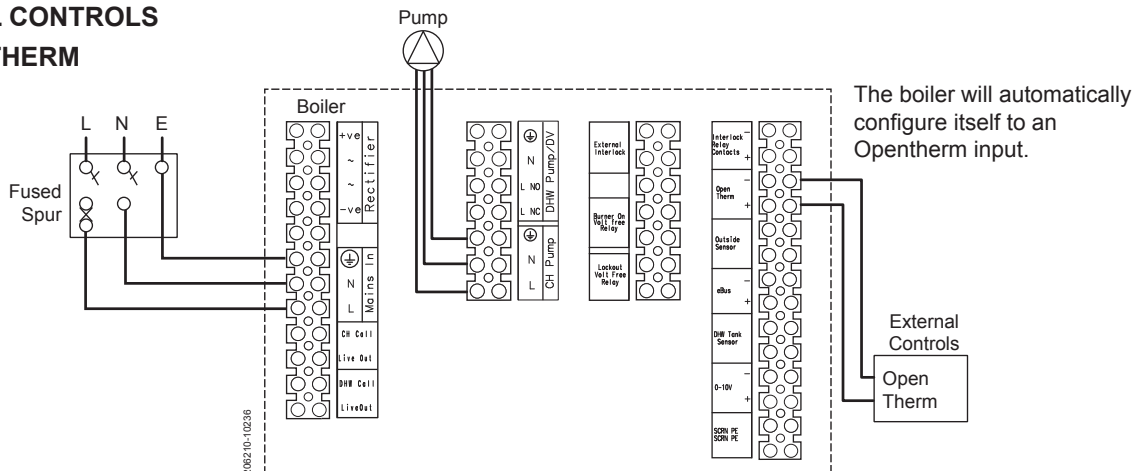 L CONTROLS
THERM
Pump
The boiler will automatically
configure itself to an
Opentherm input.
L N E
Fused
Spur
Boiler
+ve
~
~
-ve
Rectifier
N
L
Mains In
CH Call
Live Out
DHW Call
LiveOut
N
L NO
L NC
DHW Pump/DV
N
L
CH Pump
External
Interlock
Burner On
Volt free
Relay
Lockout
Volt Free
Relay
Interlock -
Relay
Contacts +
-
Open
Therm +
Outside
Sensor
-
eBus
+
DHW Tank
Sensor
-
0-10V
+
SCRN PE
SCRN PE
External
Controls
Open
Therm
206210-10236